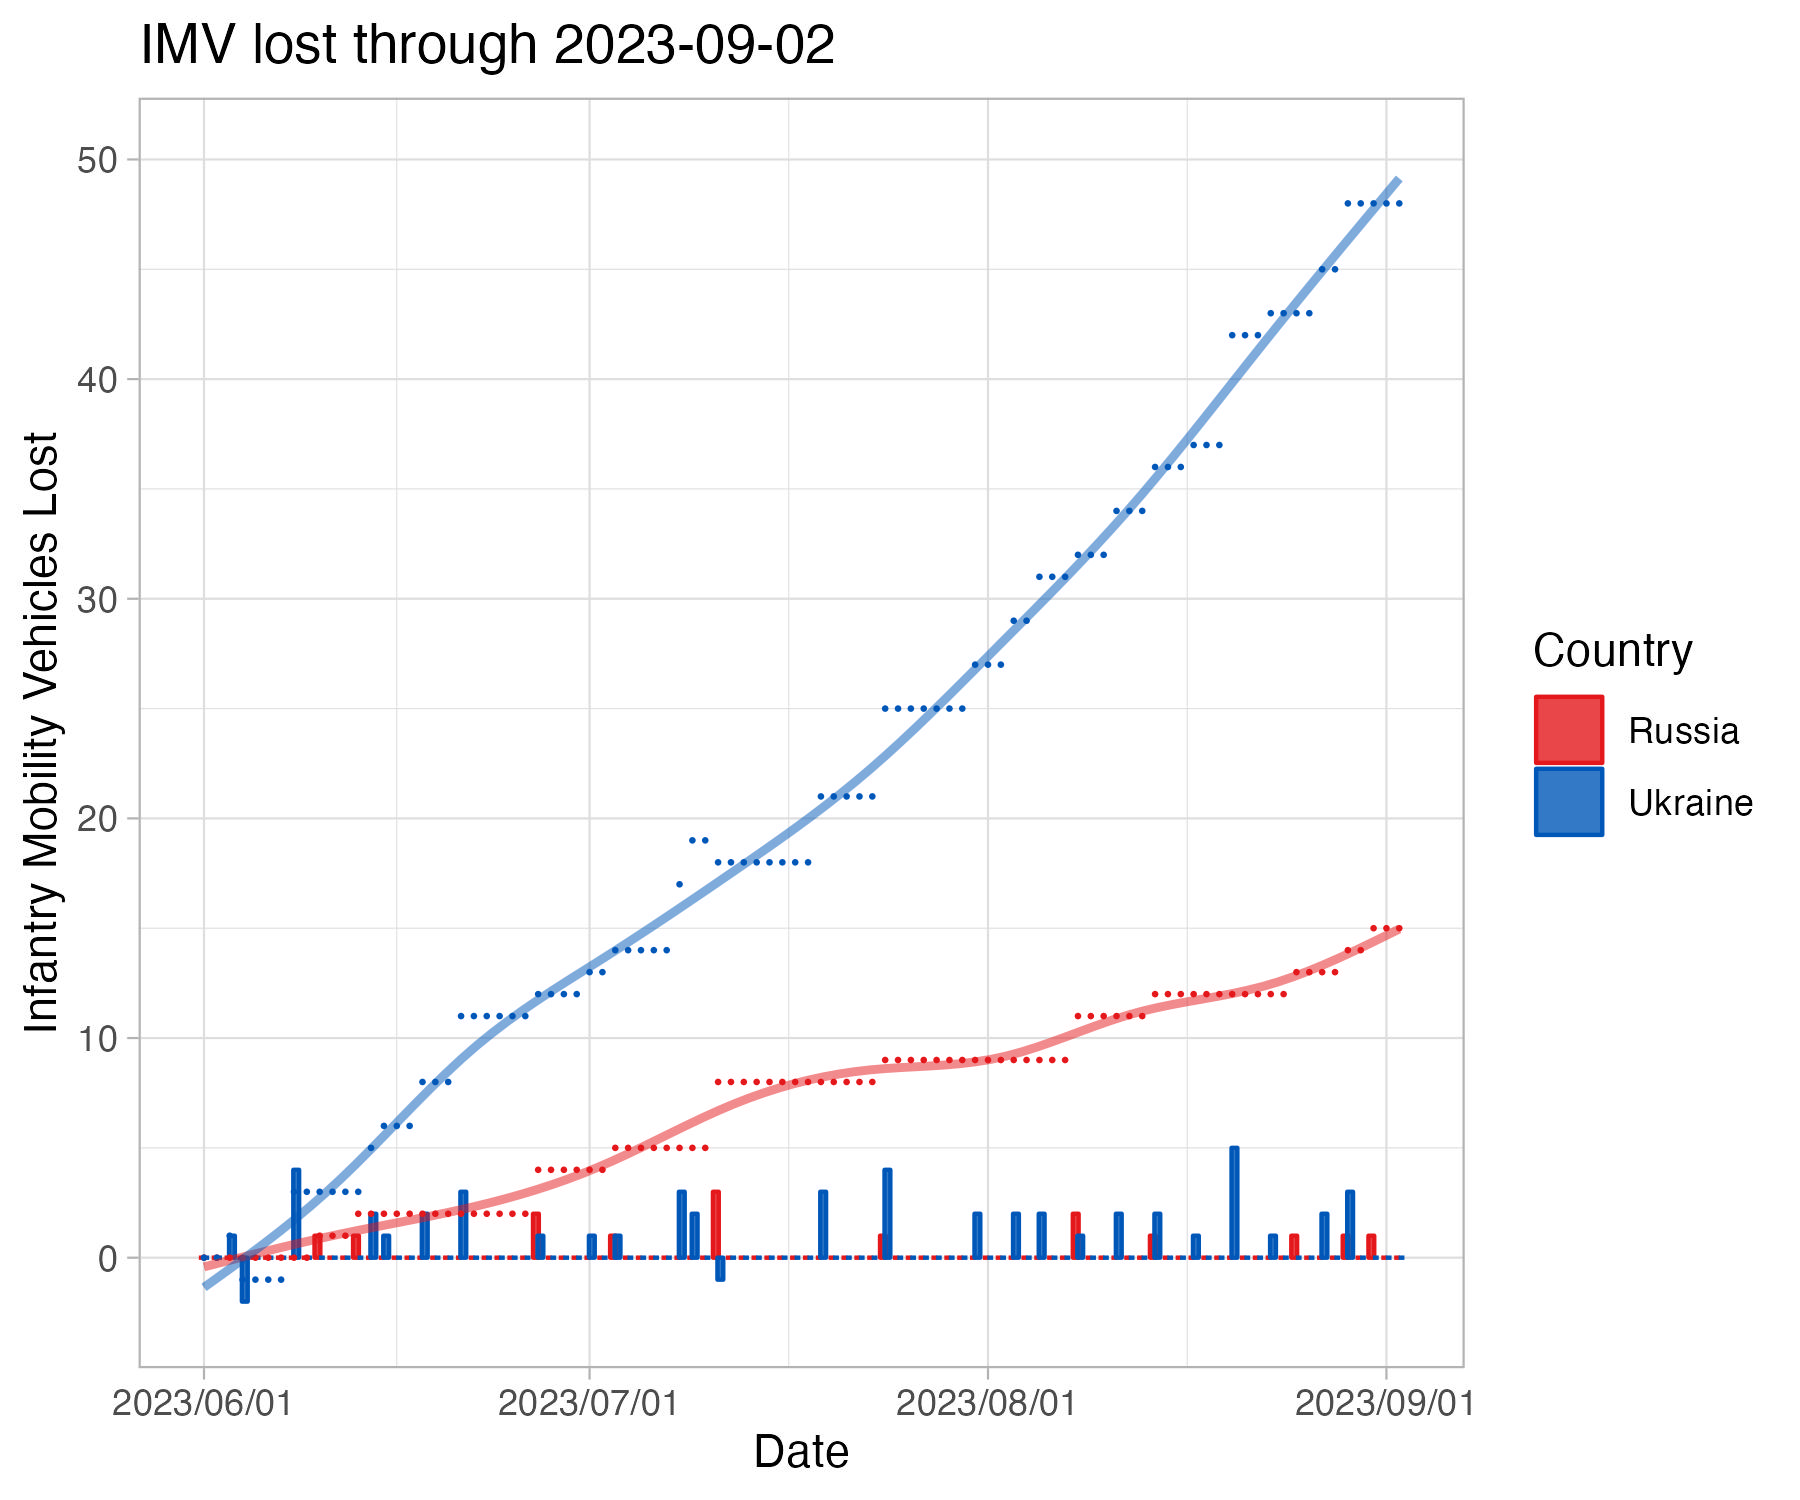 IMV lost through 2023-09-02
Infantry Mobility Vehicles Lost
50
40
30
20
10
0
2023/06/01
2023/07/01
2023/08/01
2023/09/01
Date
Country
Russia
Ukraine